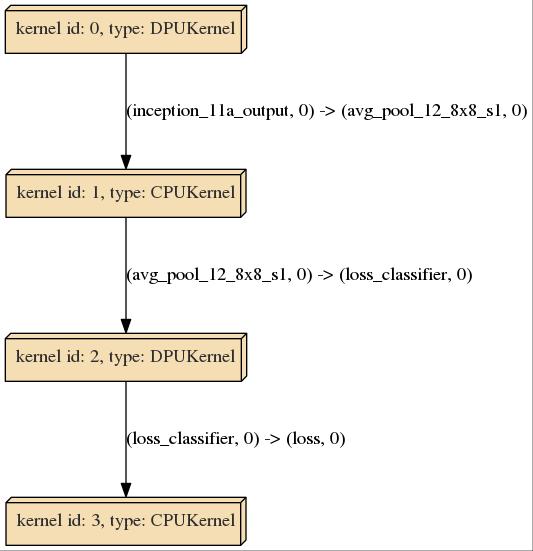 kernel id: 0, type: DPUKernel
(inception_11a_output, 0) -> (avg_pool_12_8x8_s1, 0)
kernel id: 1, type: CPUKernel
(avg_pool_12_8x8_s1, 0) -> (loss_classifier, 0)
kernel id: 2, type: DPUKernel
(loss_classifier, 0) -> (loss, 0)
kernel id: 3, type: CPUKernel